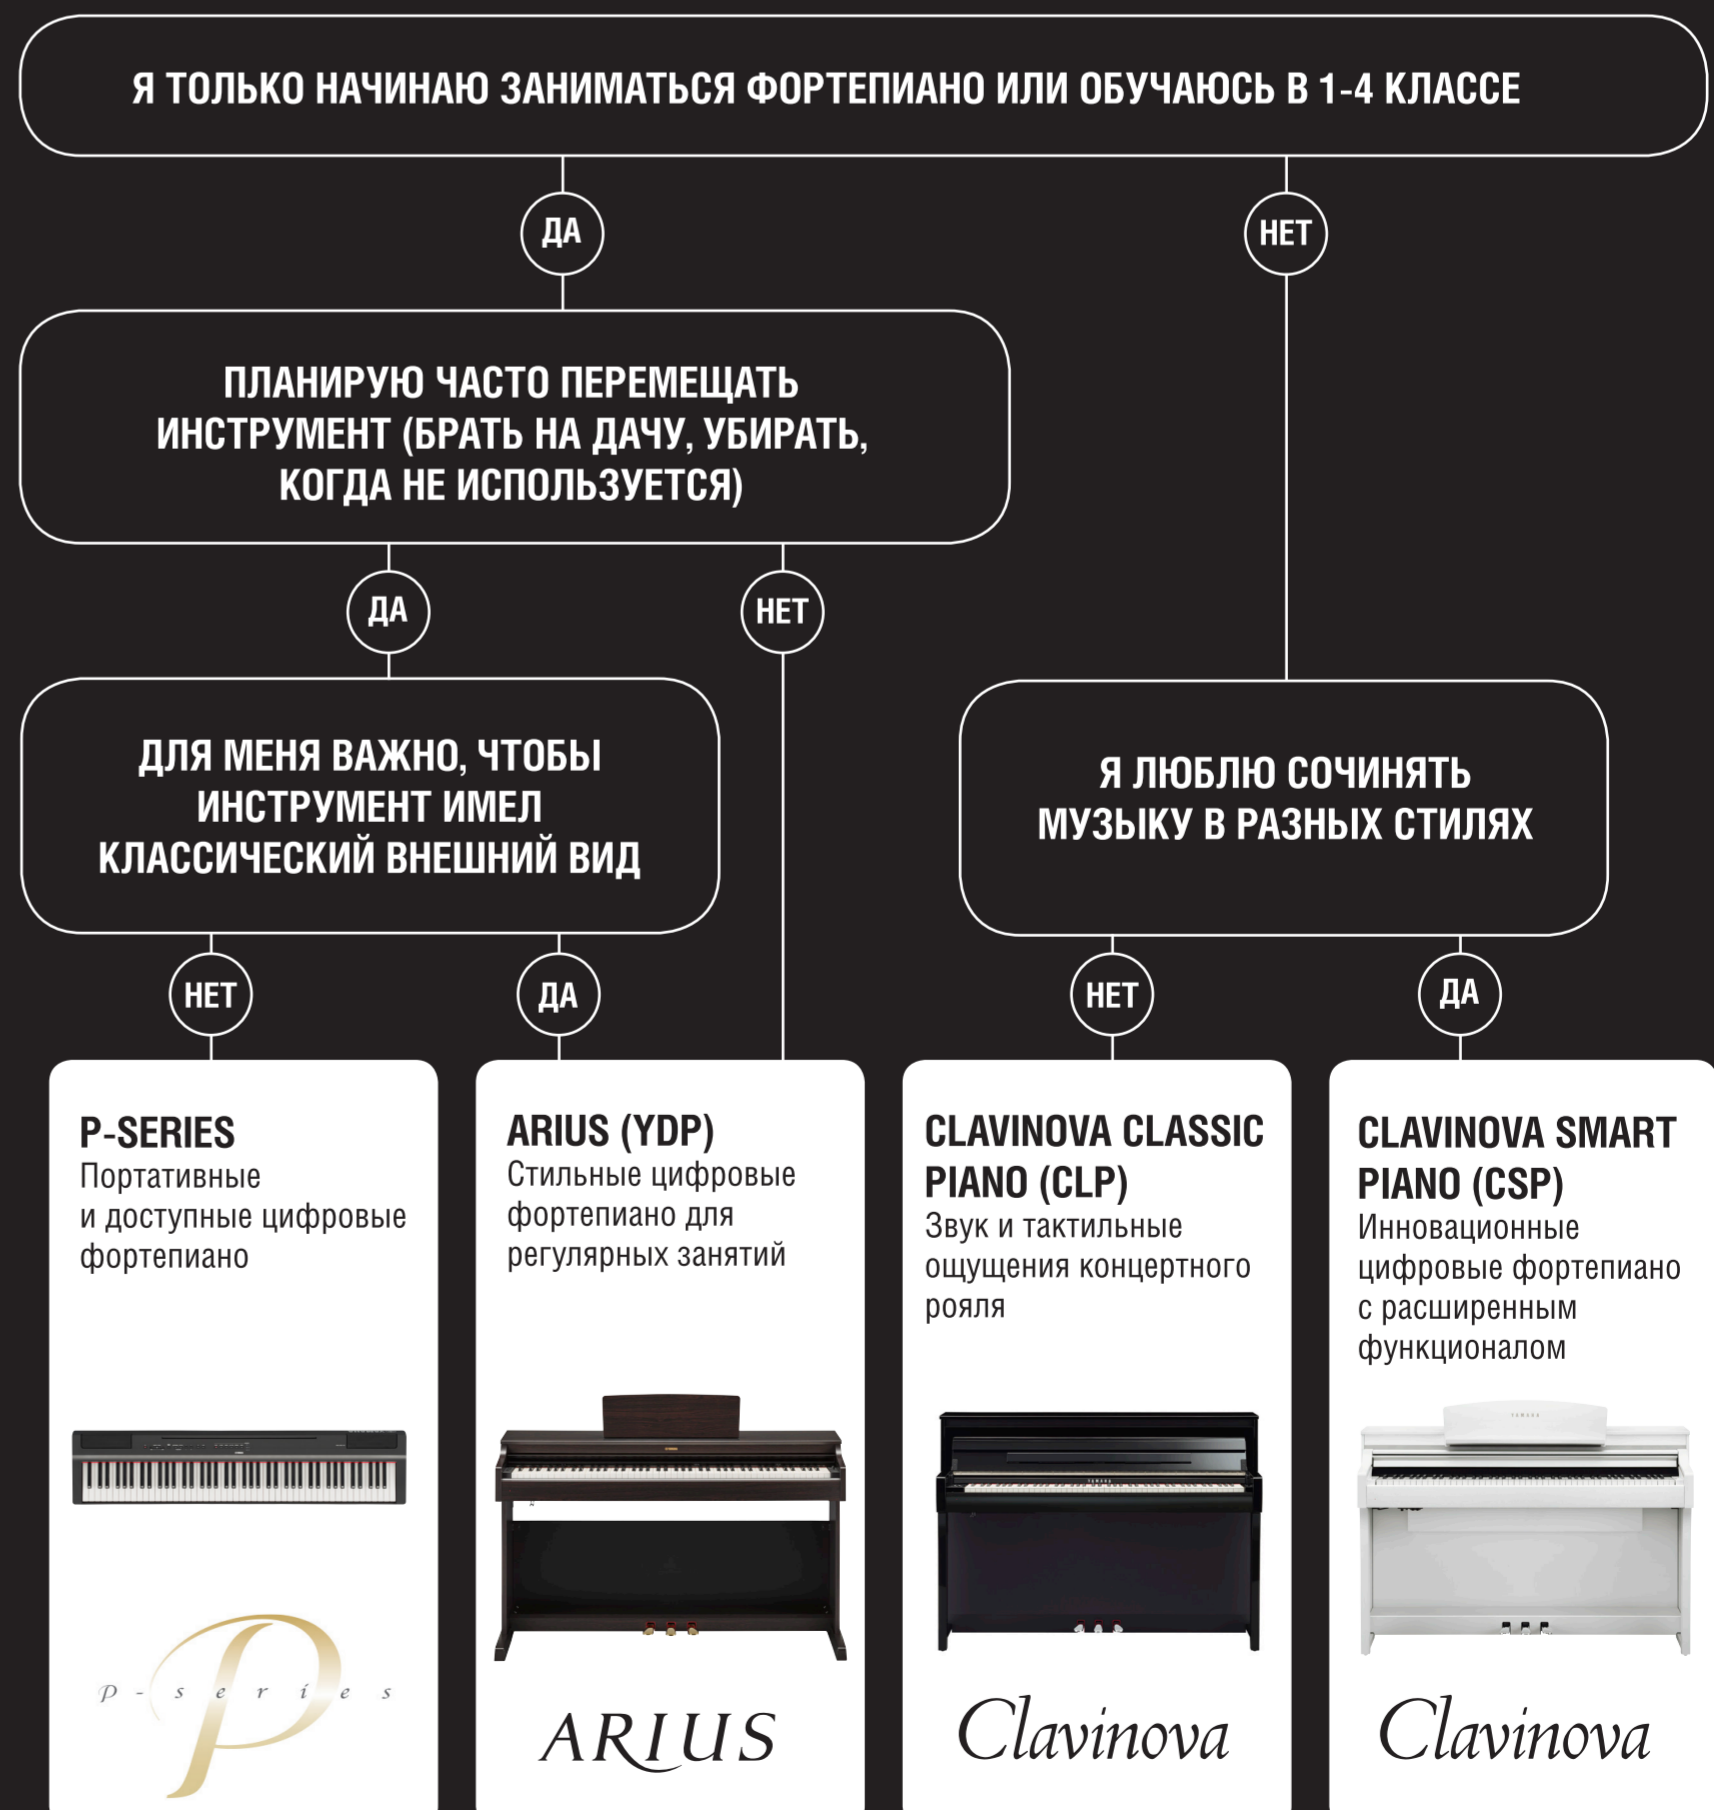 Я ТОЛЬКО НАЧИНАЮ ЗАНИМАТЬСЯ ФОРТЕПИАНО ИЛИ ОБУЧАЮСЬ В 1-4 КЛАССЕ
ДА
НЕТ
ПЛАНИРУЮ ЧАСТО ПЕРЕМЕЩАТЬ
ИНСТРУМЕНТ (БРАТЬ НА ДАЧУ, УБИРАТЬ,
КОГДА НЕ ИСПОЛЬЗУЕТСЯ)
ДА
НЕТ
ДЛЯ МЕНЯ ВАЖНО, ЧТОБЫ
ИНСТРУМЕНТ ИМЕЛ
КЛАССИЧЕСКИЙ ВНЕШНИЙ ВИД
Я ЛЮБЛЮ СОЧИНЯТЬ
МУЗЫКУ В РАЗНЫХ СТИЛЯХ
НЕТ
ДА
НЕТ
ДА
P-SERIES
Портативные
и доступные цифровые
фортепиано
P-series
ARIUS (YDP)
Стильные цифровые
фортепиано для
регулярных занятий
ARIUS
CLAVINOVA CLASSIC
PIANO (CLP)
Звук и тактильные
ощущения концертного
рояля
YAMAHA
Clavinova
CLAVINOVA SMART
PIANO (CSP)
Инновационные
цифровые фортепиано
с расширенным
функционалом
YAMAHA
Clavinova